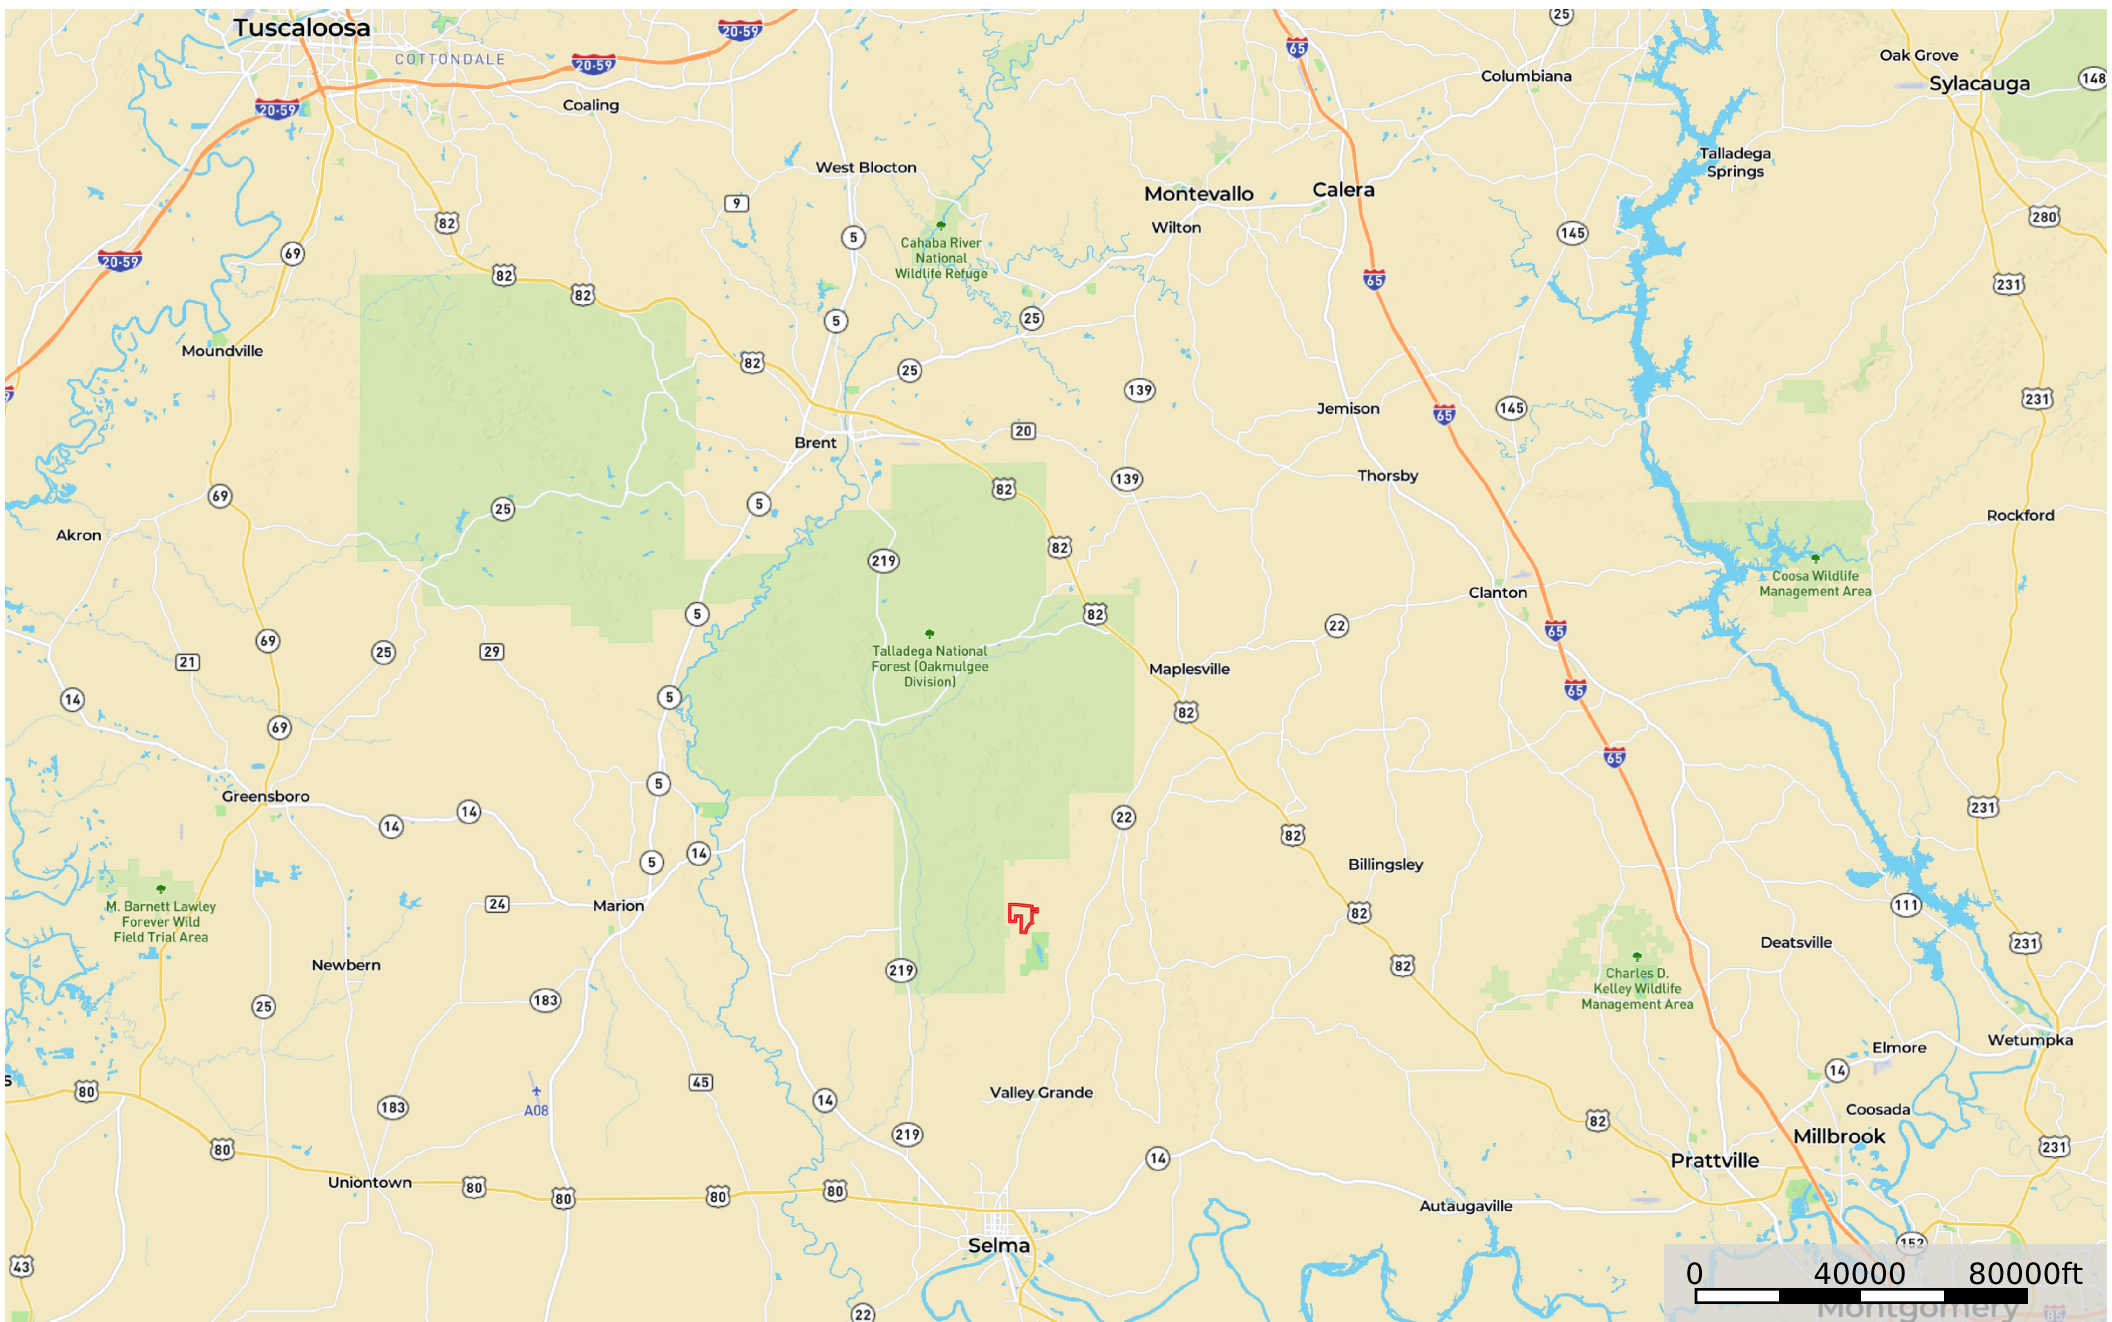 Tuscaloosa
COTTONDALE
20-59
20-59
20-59
65
25
Oak Grove
Columbiana
Sylacauga
148
Coaling
Talladega
Springs
West Blocton
Montevallo
Calera
9
82
5
Wilton
145
280
69
20-59
Cahaba River
National
Wildlife Refuge
82
82
65
231
5
25
Moundville
82
25
139
Jemison
65
145
231
Brent
20
139
Thorsby
69
25
5
82
Rockford
Akron
219
82
Coosa Wildlife
Management Area
Clanton
5
82
22
65
69
Talladega National
Forest (Oakmulgee
Division)
21
25
29
Maplesville
14
5
65
82
69
65
5
Greensboro
14
14
22
231
82
14
5
Billingsley
M. Barnett Lawley
Forever Wild
Field Trial Area
24
Marion
82
111
Deatsville
231
Newbern
219
82
Charles D.
Kelley Wildlife
Management Area
25
183
Elmore
Wetumpka
s
80
45
Valley Grande
14
183
A08
14
Coosada
82
80
219
14
Millbrook
231
Prattville
Uniontown
80
80
80
80
Autaugaville
Selma
152
43
22
0 40000 80000ft
Montgomery
85